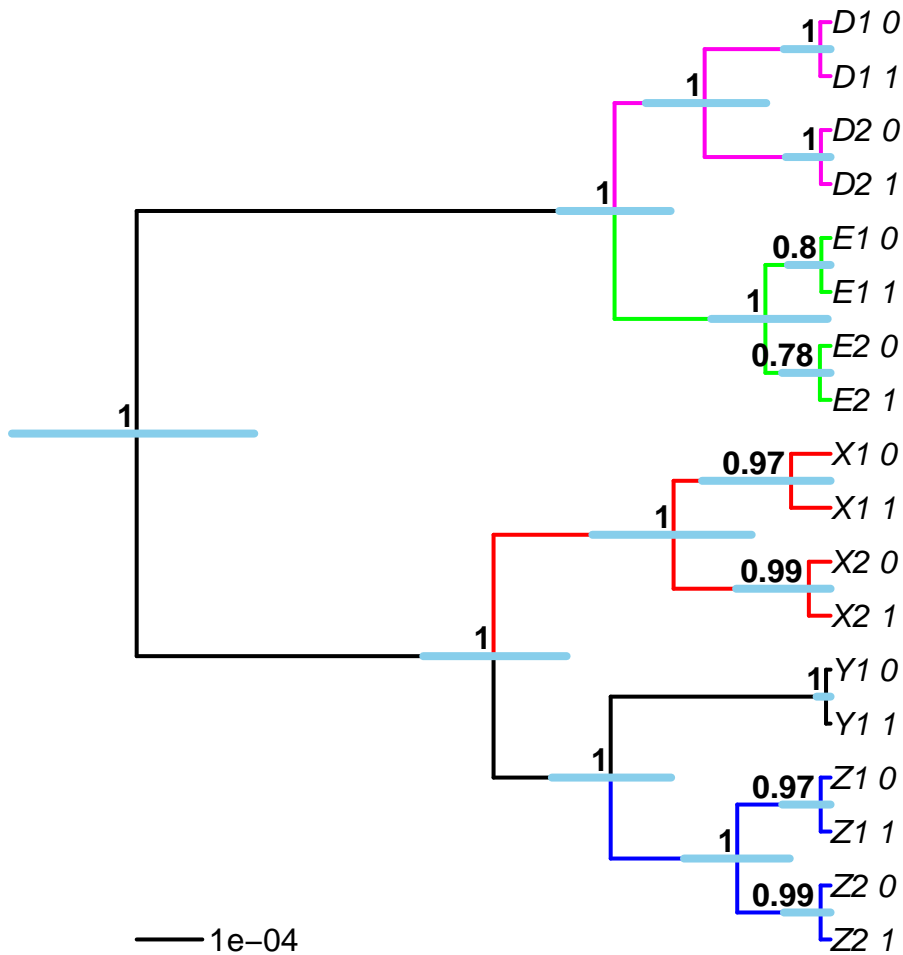 D1 0
1
D1 1
1
D2 0
1
D2 1
1
E1 0
0.8
E1 1
1
E2 0
0.78
E2 1
1
X1 0
0.97
X1 1
1
X2 0
0.99
X2 1
1
Y1 0
1
Y1 1
1
Z1 0
0.97
Z1 1
1
Z2 0
0.99
Z2 1
1e−04